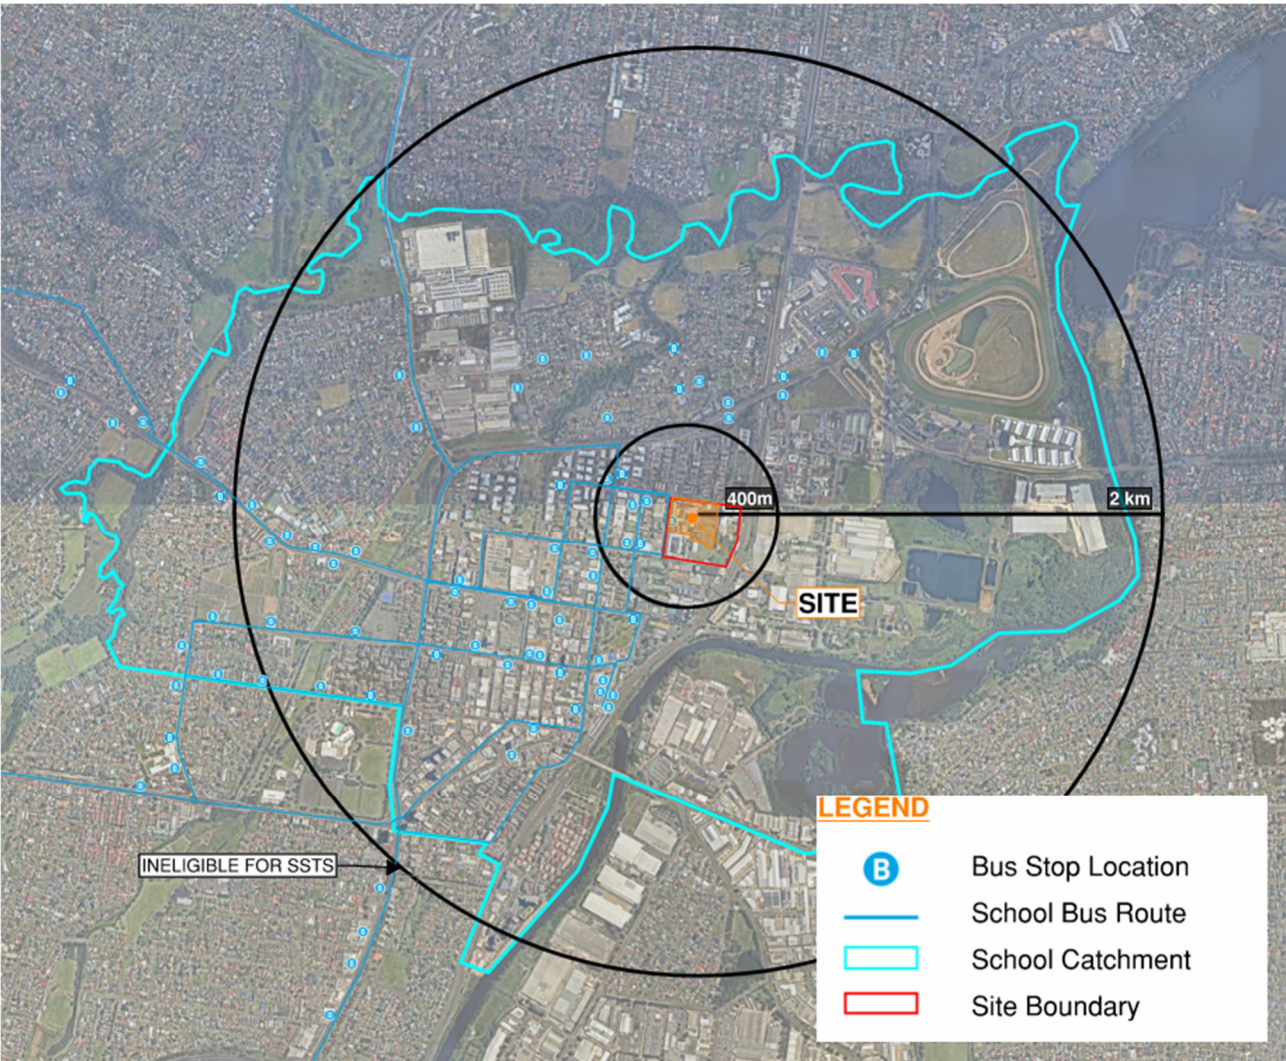 400m
2 km
SITE
INELIGIBLE FOR SSTS
LEGEND
B Bus Stop Location
School Bus Route
School Catchment
Site Boundary